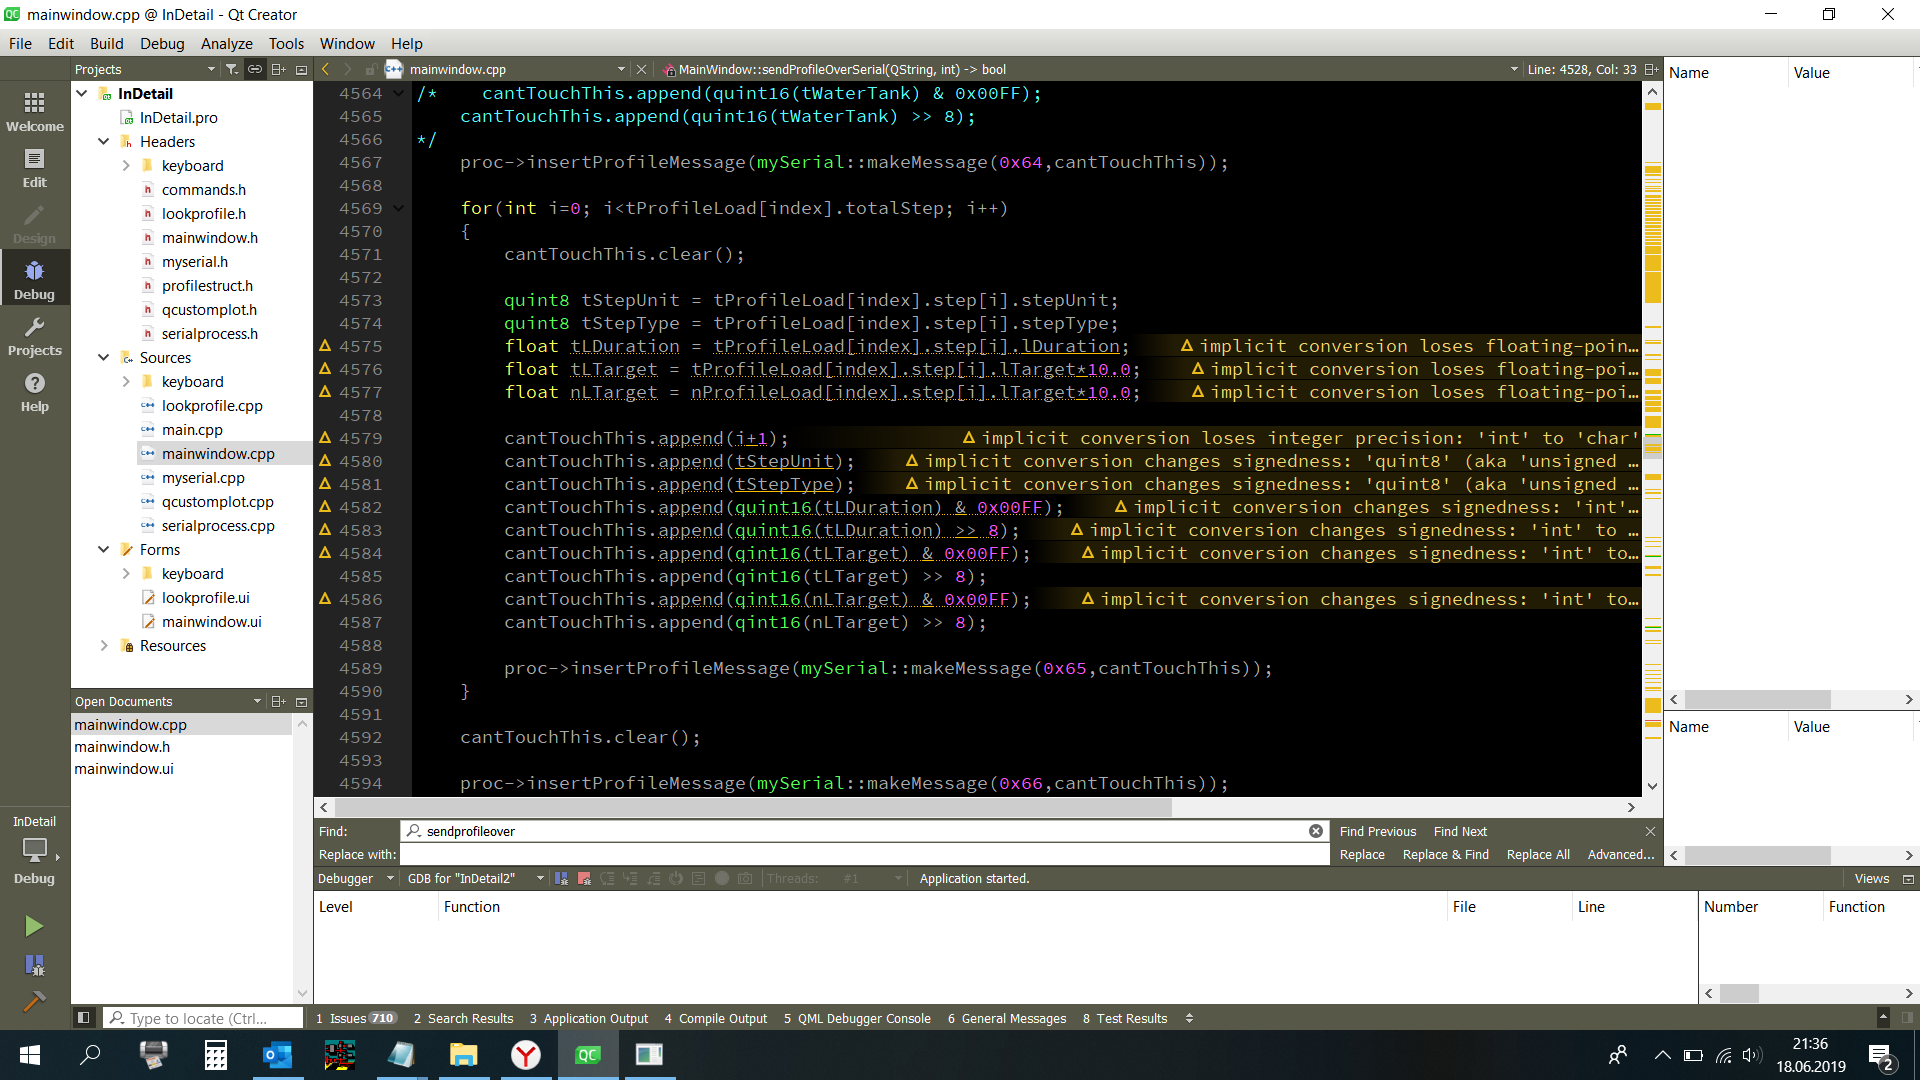 mainwindow.cpp @ InDetail - Qt Creator
File Edit Build Debug Analyze Tools Window Help
Projects
mainwindow.cpp
MainWindow::sendProfileOverSerial(QString, int) -> bool
Line: 4528, Col: 33
Welcome
Edit
Design
Debug
Projects
Help
InDetail
Debug
InDetail
InDetail.pro
Headers
keyboard
commands.h
lookprofile.h
mainwindow.h
myserial.h
profilestruct.h
qcustomplot.h
serialprocess.h
Sources
keyboard
lookprofile.cpp
main.cpp
mainwindow.cpp
myserial.cpp
qcustomplot.cpp
serialprocess.cpp
Forms
keyboard
lookprofile.ui
mainwindow.ui
Resources
Open Documents
mainwindow.cpp
mainwindow.h
mainwindow.ui
4564 /* cantTouchThis.append(quint16(tWaterTank) & 0x00FF);
4565 cantTouchThis.append(quint16(tWaterTank) >> 8);
4566 */
4567 proc->insertProfileMessage(mySerial::makeMessage(0x64,cantTouchThis));
4568
4569 for(int i=0; i<tProfileLoad[index].totalStep; i++)
4570 {
4571 cantTouchThis.clear();
4572
4573 quint8 tStepUnit = tProfileLoad[index].step[i].stepUnit;
4574 quint8 tStepType = tProfileLoad[index].step[i].stepType;
4575 float tLDuration = tProfileLoad[index].step[i].lDuration; implicit conversion loses floating-poin…
4576 float tLTarget = tProfileLoad[index].step[i].lTarget*10.0; implicit conversion loses floating-poi…
4577 float nLTarget = nProfileLoad[index].step[i].lTarget*10.0; implicit conversion loses floating-poi…
4578
4579 cantTouchThis.append(i+1); implicit conversion loses integer precision: 'int' to 'char'
4580 cantTouchThis.append(tStepUnit); implicit conversion changes signedness: 'quint8' (aka 'unsigned …
4581 cantTouchThis.append(tStepType); implicit conversion changes signedness: 'quint8' (aka 'unsigned …
4582 cantTouchThis.append(quint16(tLDuration) & 0x00FF); implicit conversion changes signedness: 'int'…
4583 cantTouchThis.append(quint16(tLDuration) >> 8); implicit conversion changes signedness: 'int' to …
4584 cantTouchThis.append(qint16(tLTarget) & 0x00FF); implicit conversion changes signedness: 'int' to…
4585 cantTouchThis.append(qint16(tLTarget) >> 8);
4586 cantTouchThis.append(qint16(nLTarget) & 0x00FF); implicit conversion changes signedness: 'int' to…
4587 cantTouchThis.append(qint16(nLTarget) >> 8);
4588
4589 proc->insertProfileMessage(mySerial::makeMessage(0x65,cantTouchThis));
4590 }
4591
4592 cantTouchThis.clear();
4593
4594 proc->insertProfileMessage(mySerial::makeMessage(0x66,cantTouchThis));
Name Value
Name Value
Find: sendprofileover Find Previous Find Next
Replace with: Replace Replace & Find Replace All Advanced...
Debugger GDB for "InDetail2" Threads: #1 Application started. Views
Level Function File Line Number Function
Type to locate (Ctrl... 1 Issues 710 2 Search Results 3 Application Output 4 Compile Output 5 QML Debugger Console 6 General Messages 8 Test Results
21:36
18.06.2019
2